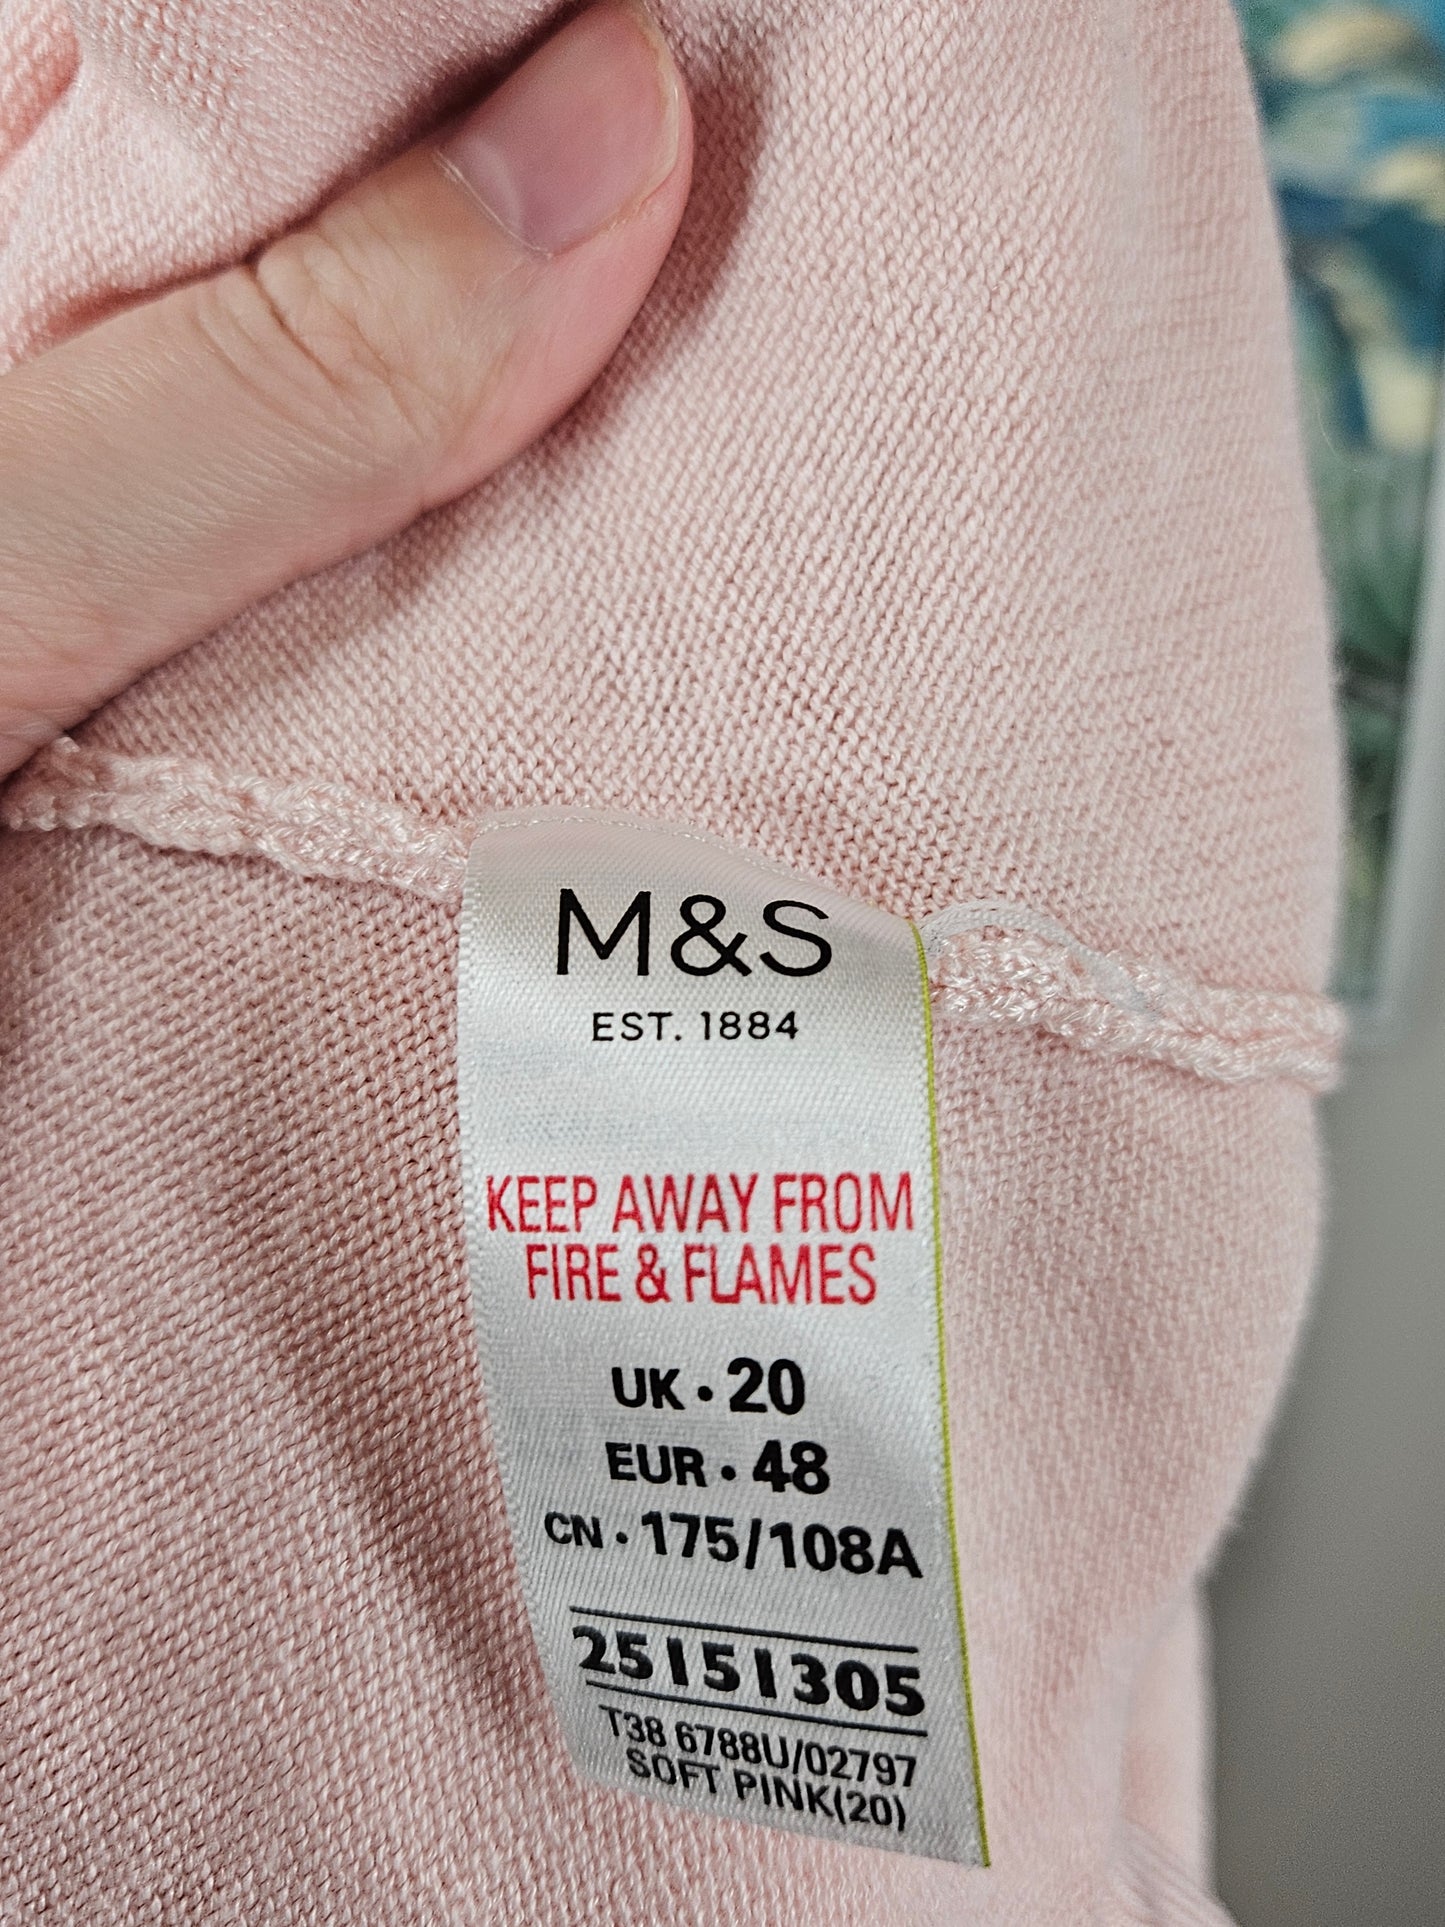 M&S
EST. 1884
KEEP AWAY FROM
FIRE & FLAMES
UK • 20
EUR • 48
CN • 175/108A
25151305
T38 6788U/02797
SOFT PINK(20)